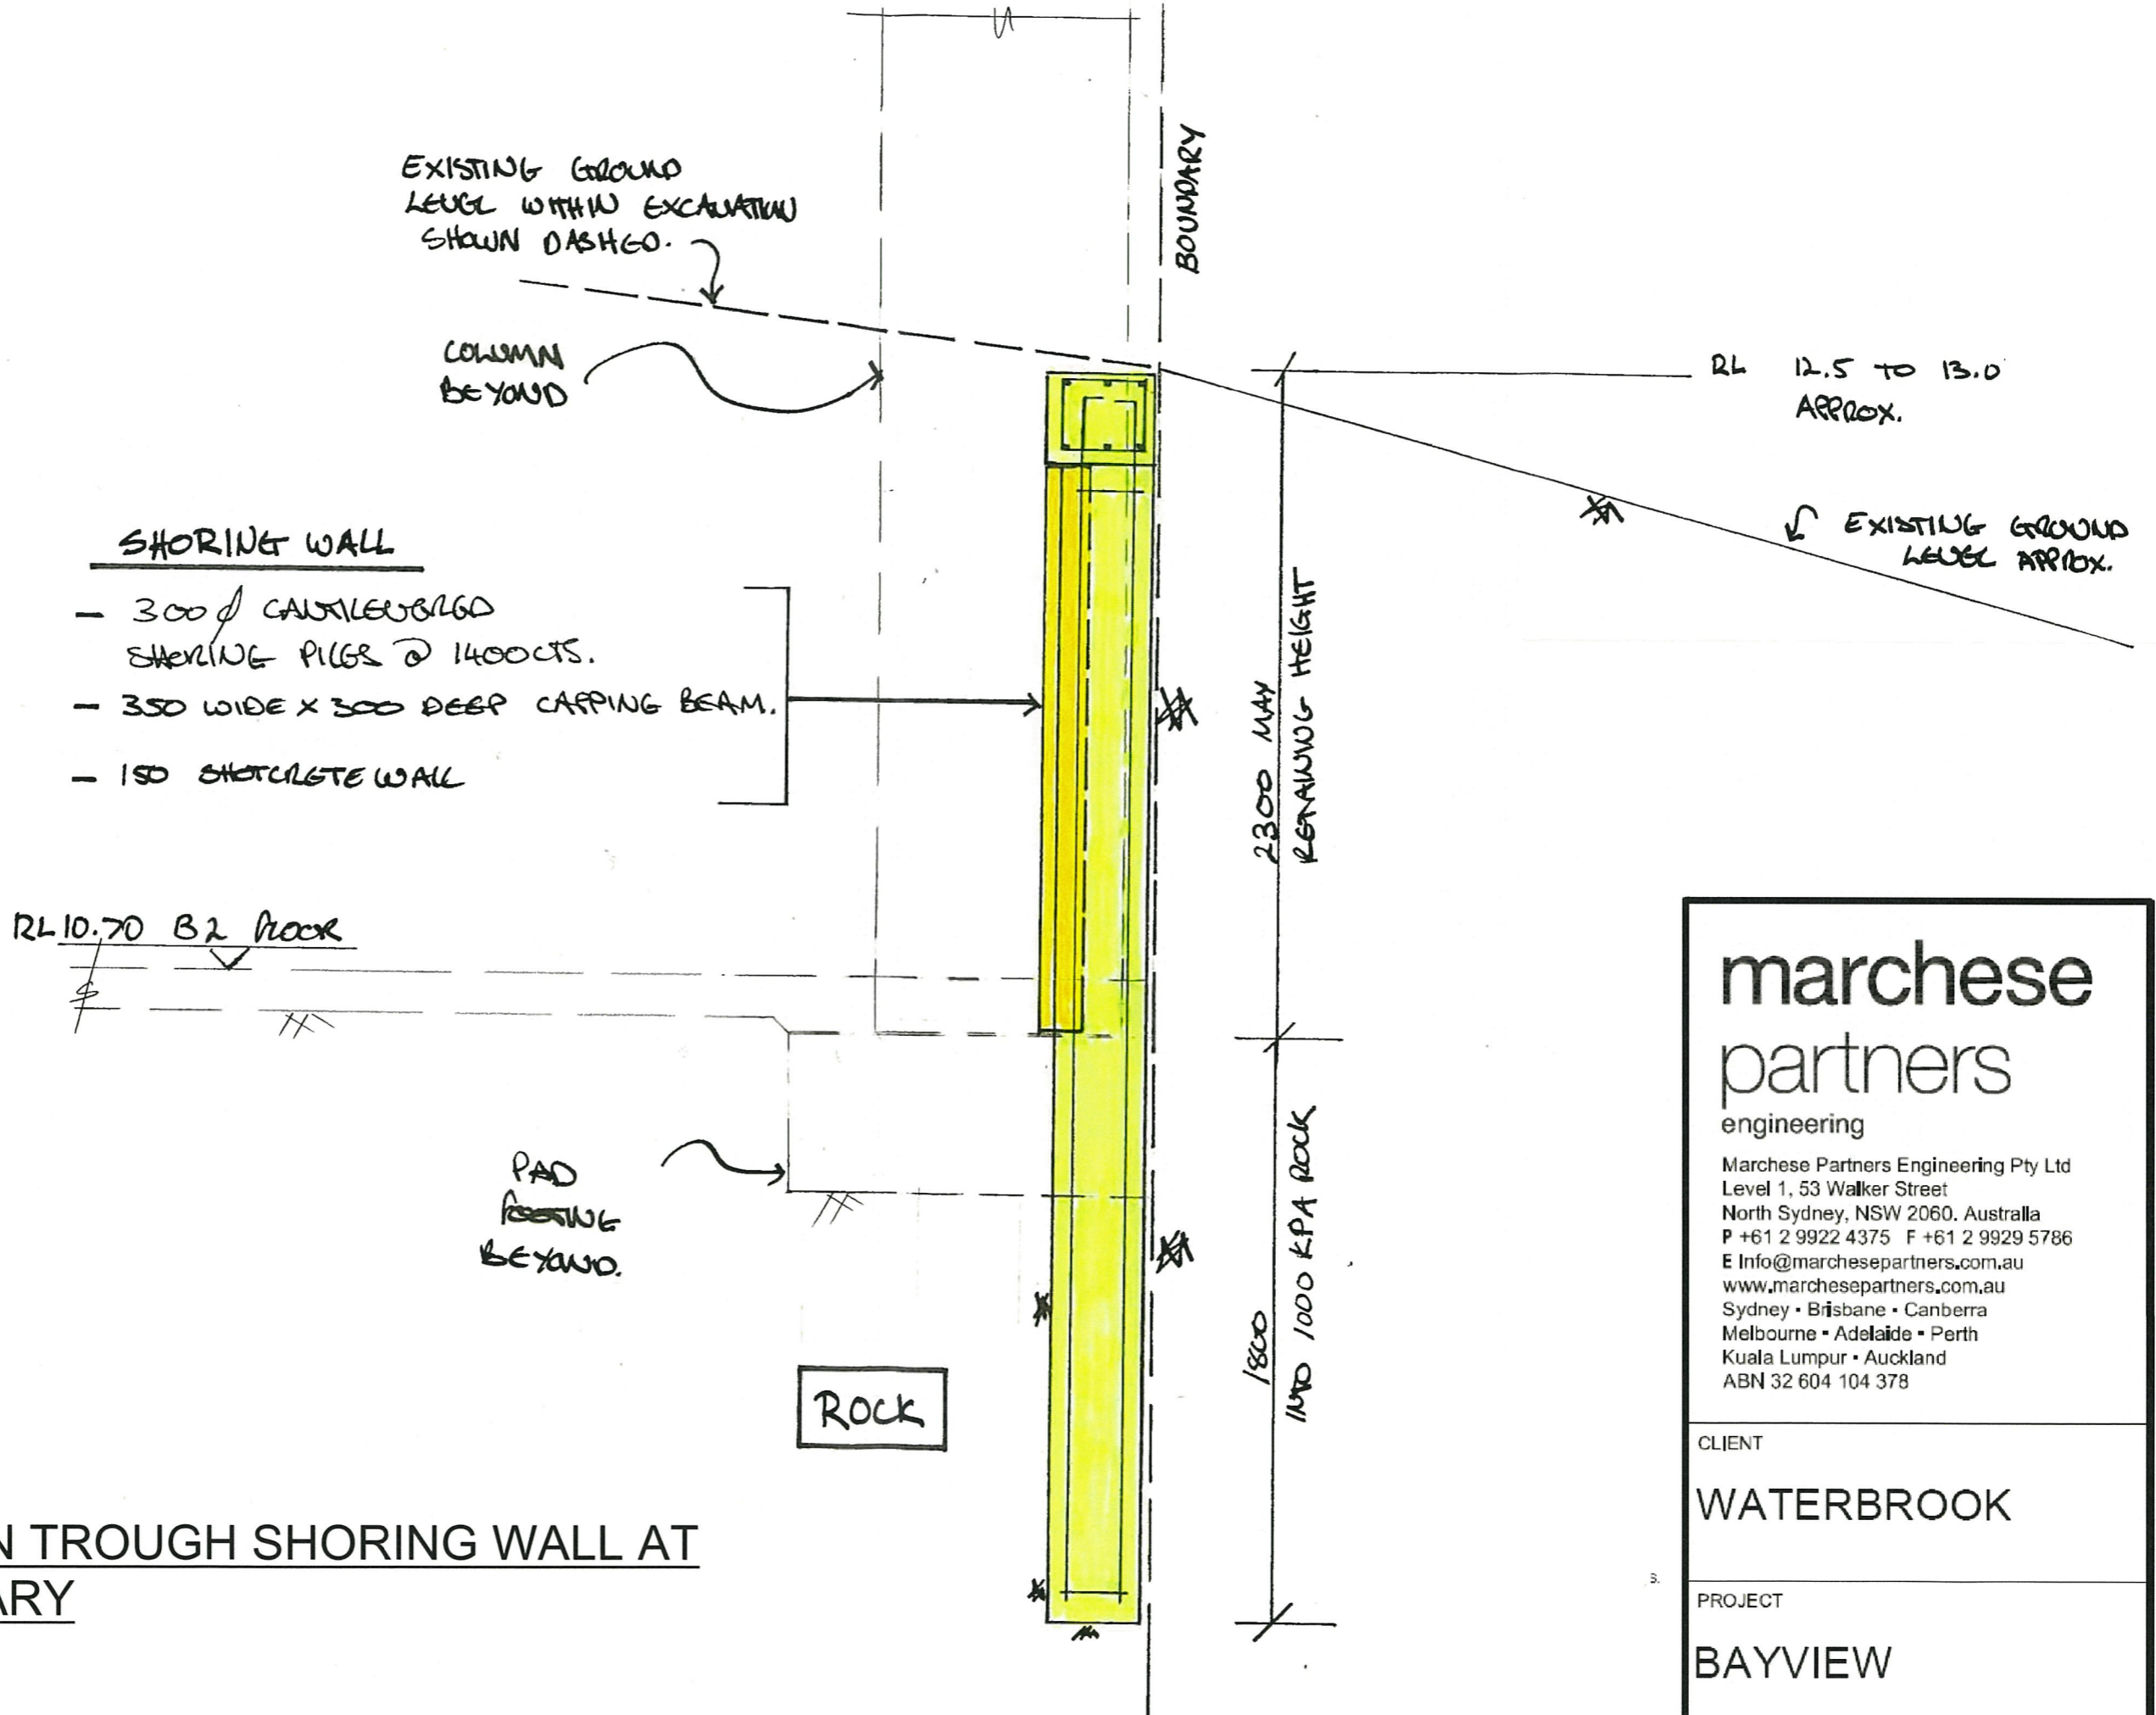 BOUNDARY
EXISTING GROUND
LEVEL WITHIN EXCAVATION
SHOWN DASHED.
COLUMN
BEYOND
RL 12.5 TO 13.0
APPROX.
EXISTING GROUND
LEVEL APPROX.
SHORING WALL
- 300 ∅ CANTILEVERED
SHORING PILES @ 1400CTS.
- 350 WIDE X 300 DEEP CAPPING BEAM.
- 150 SHOTCRETE WALL
2300 MAX
RETAINING HEIGHT
RL 10.70 B2 FLOOR
PAD
FOOTING
BEYOND.
1800
INTO 1000 KPA ROCK
ROCK
N TROUGH SHORING WALL AT
ARY
marchese
partners
engineering
Marchese Partners Engineering Pty Ltd
Level 1, 53 Walker Street
North Sydney, NSW 2060. Australia
P +61 2 9922 4375 F +61 2 9929 5786
E Info@marchesepartners.com.au
www.marchesepartners.com.au
Sydney ▪ Brisbane ▪ Canberra
Melbourne ▪ Adelaide ▪ Perth
Kuala Lumpur ▪ Auckland
ABN 32 604 104 378
CLIENT
WATERBROOK
s.
PROJECT
BAYVIEW